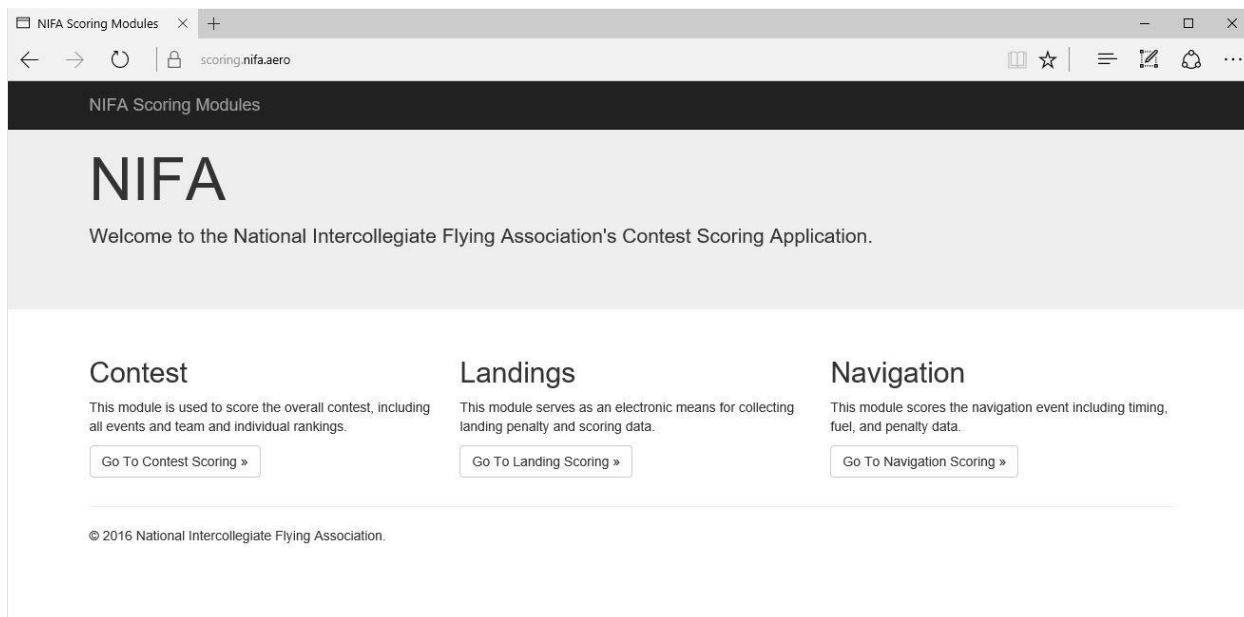 NIFA Scoring Modules
scoring.nifa.aero
NIFA Scoring Modules
NIFA
Welcome to the National Intercollegiate Flying Association's Contest Scoring Application.
Contest
This module is used to score the overall contest, including
all events and team and individual rankings.
Go To Contest Scoring »
Landings
This module serves as an electronic means for collecting
landing penalty and scoring data.
Go To Landing Scoring »
Navigation
This module scores the navigation event including timing,
fuel, and penalty data.
Go To Navigation Scoring »
© 2016 National Intercollegiate Flying Association.